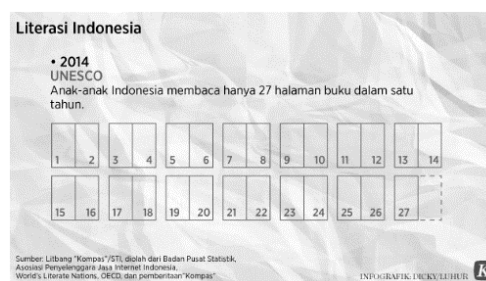 Literasi Indonesia
• 2014
UNESCO
Anak-anak Indonesia membaca hanya 27 halaman buku dalam satu
tahun.
1 2 3 4 5 6 7 8 9 10 11 12 13 14
15 16 17 18 19 20 21 22 23 24 25 26 27
Sumber: Litbang "Kompas"/STI, diolah dari Badan Pusat Statistik,
Asosiasi Penyelenggara Jasa Internet Indonesia,
World's Literate Nations, OECD, dan pemberitaan "Kompas"
INFOGRAFIK: DICKY/LUHUR
K